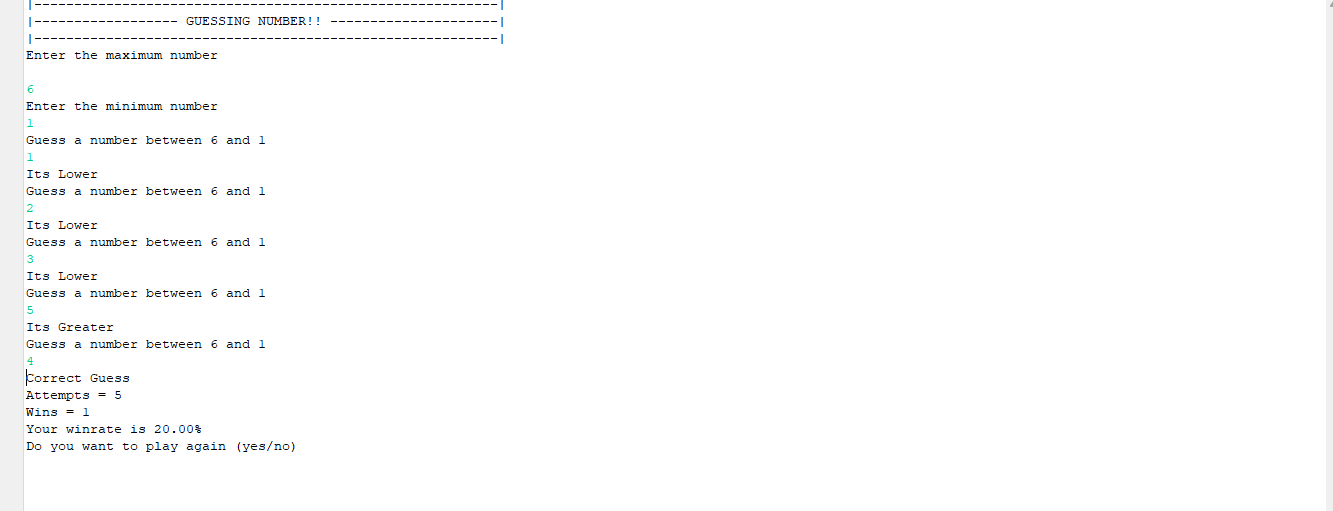 |----------------------------------------------------------|
|------------------ GUESSING NUMBER!! ---------------------|
|----------------------------------------------------------|
Enter the maximum number
6
Enter the minimum number
1
Guess a number between 6 and 1
1
Its Lower
Guess a number between 6 and 1
2
Its Lower
Guess a number between 6 and 1
3
Its Lower
Guess a number between 6 and 1
5
Its Greater
Guess a number between 6 and 1
4
Correct Guess
Attempts = 5
Wins = 1
Your winrate is 20.00%
Do you want to play again (yes/no)